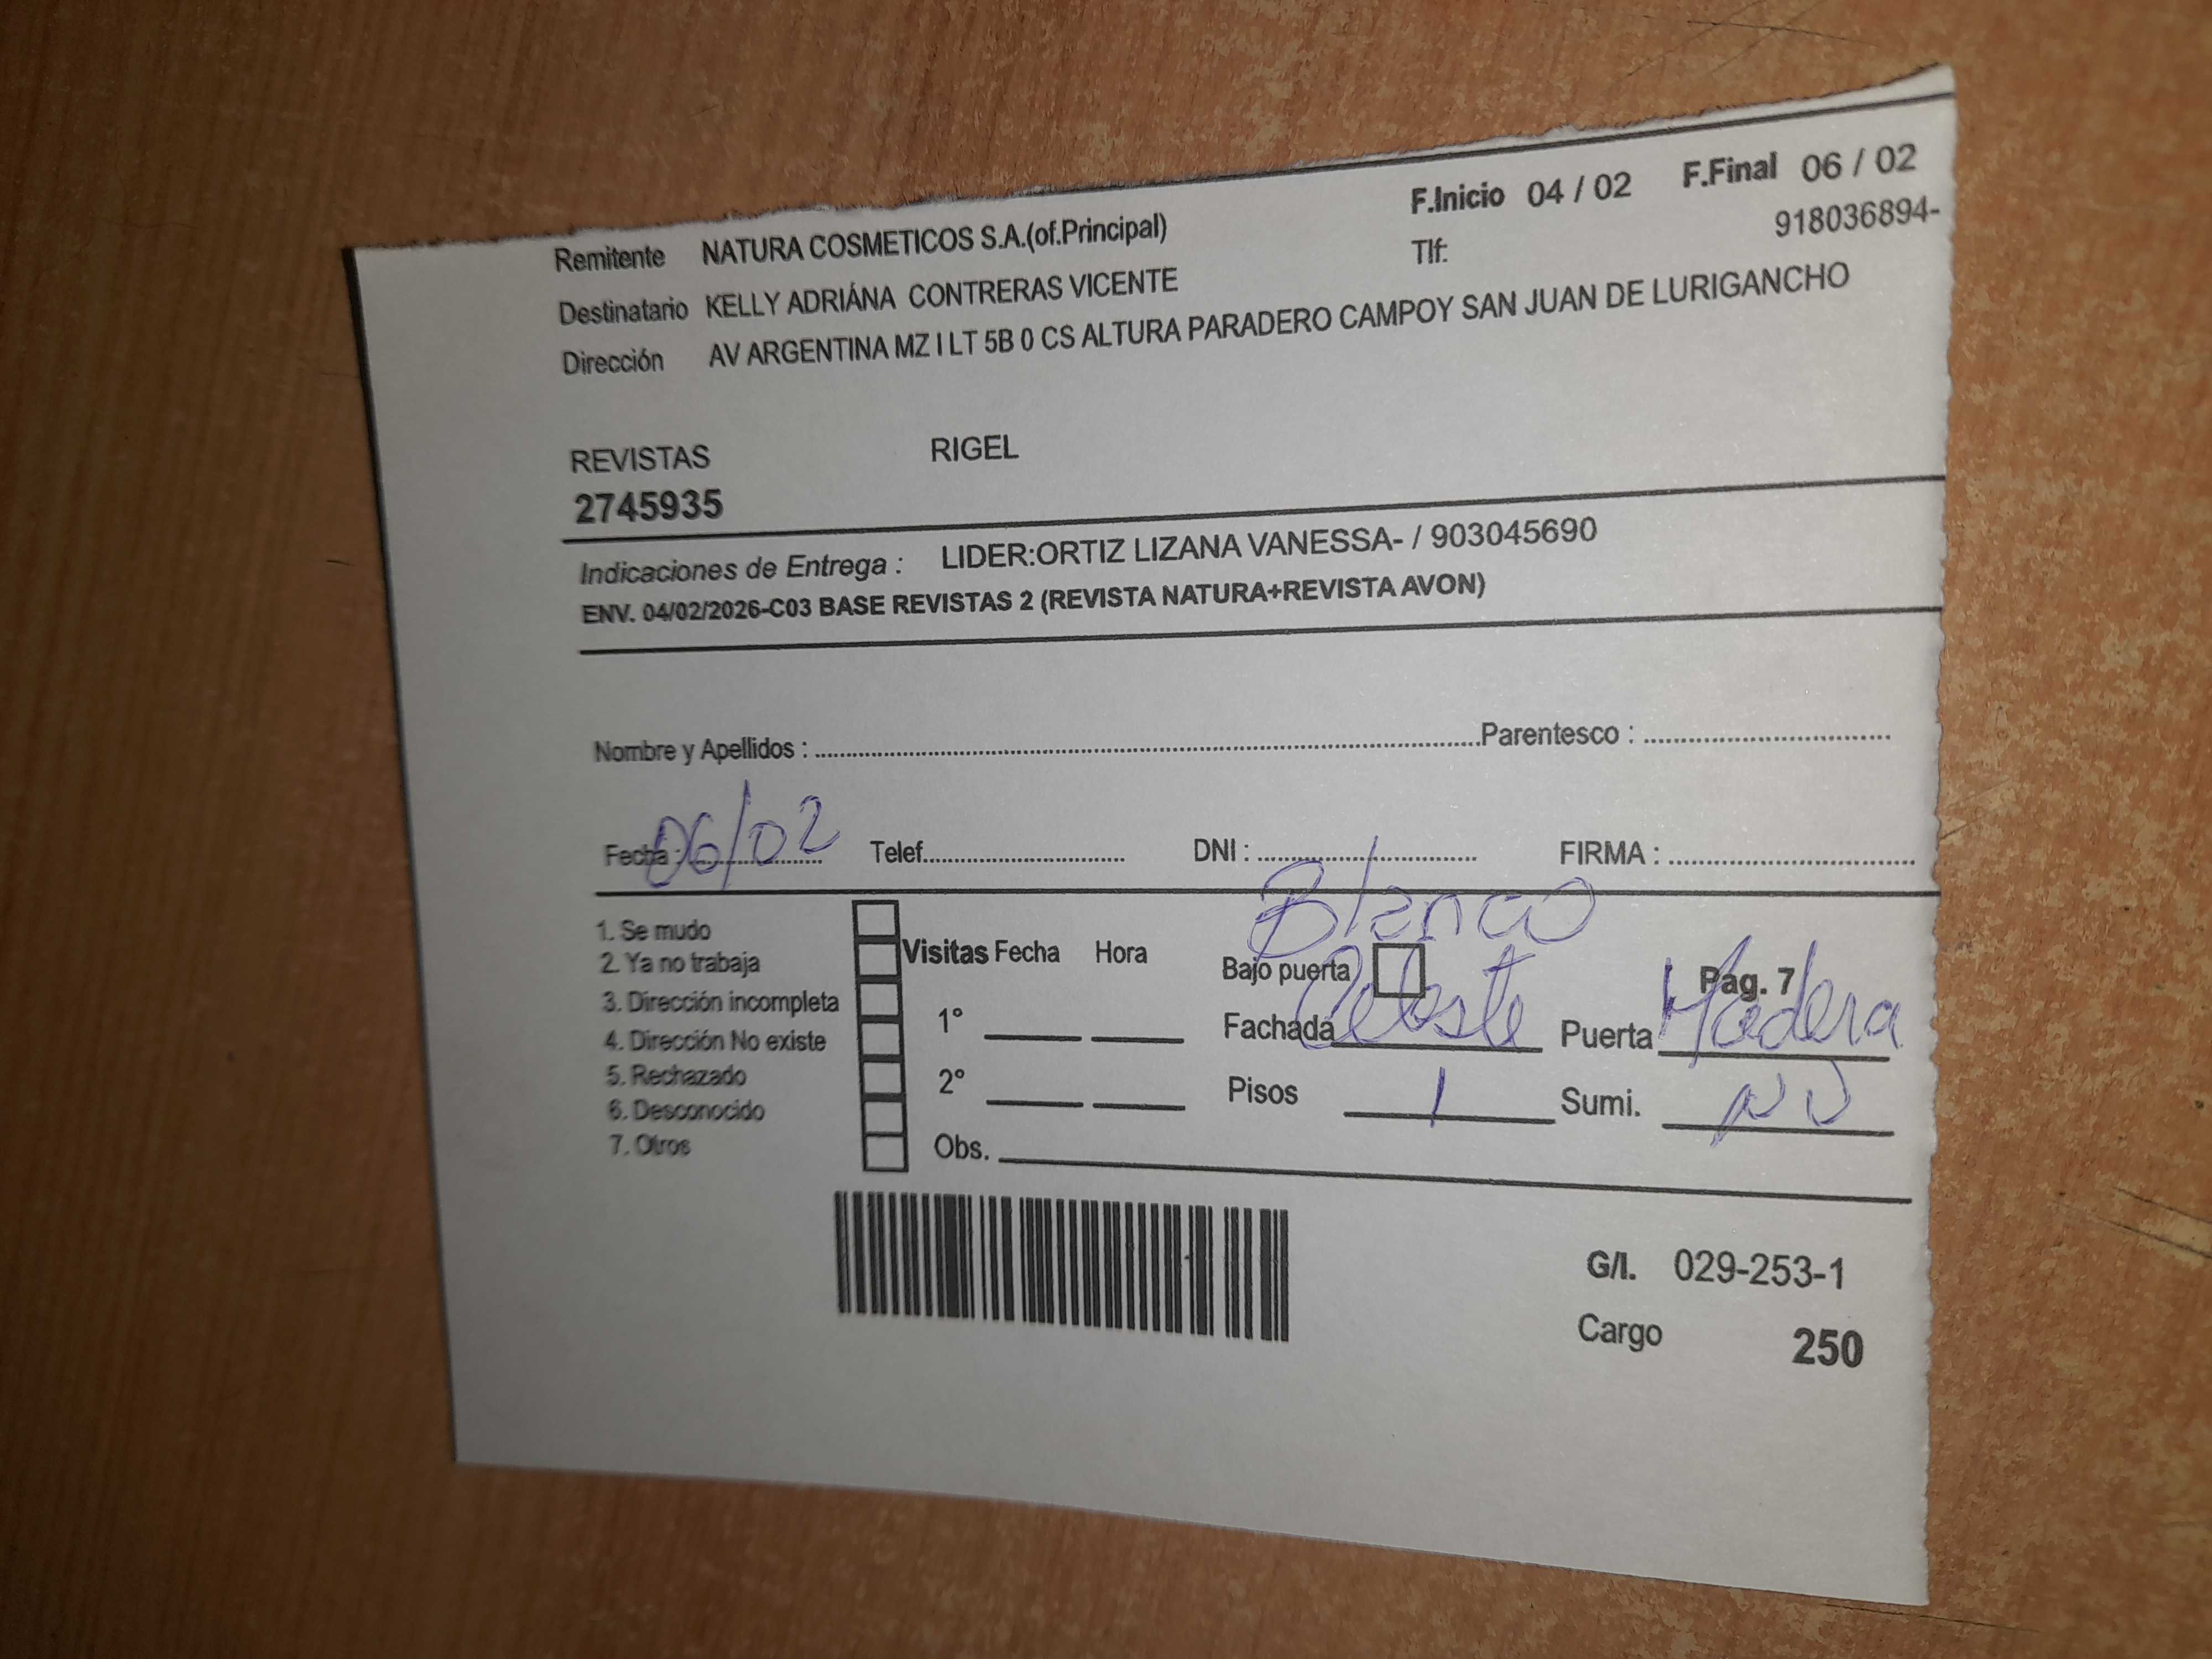 F.Inicio 04 / 02 F.Final 06 / 02
Remitente NATURA COSMETICOS S.A.(of.Principal) Tlf: 918036894-
Destinatario KELLY ADRIÁNA CONTRERAS VICENTE
Dirección AV ARGENTINA MZ I LT 5B 0 CS ALTURA PARADERO CAMPOY SAN JUAN DE LURIGANCHO
REVISTAS RIGEL
2745935
Indicaciones de Entrega : LIDER:ORTIZ LIZANA VANESSA- / 903045690
ENV. 04/02/2026-C03 BASE REVISTAS 2 (REVISTA NATURA+REVISTA AVON)
Nombre y Apellidos : Parentesco :
Fecha : 06/02 Telef. DNI : FIRMA :
Blanco
1. Se mudo
2. Ya no trabaja
3. Dirección incompleta
4. Dirección No existe
5. Rechazado
6. Desconocido
7. Otros
Visitas Fecha Hora
1°
2°
Obs.
Bajo puerta Pag. 7
Fachada Celeste Puerta Madera
Pisos 1 Sumi.
G/I. 029-253-1
Cargo 250